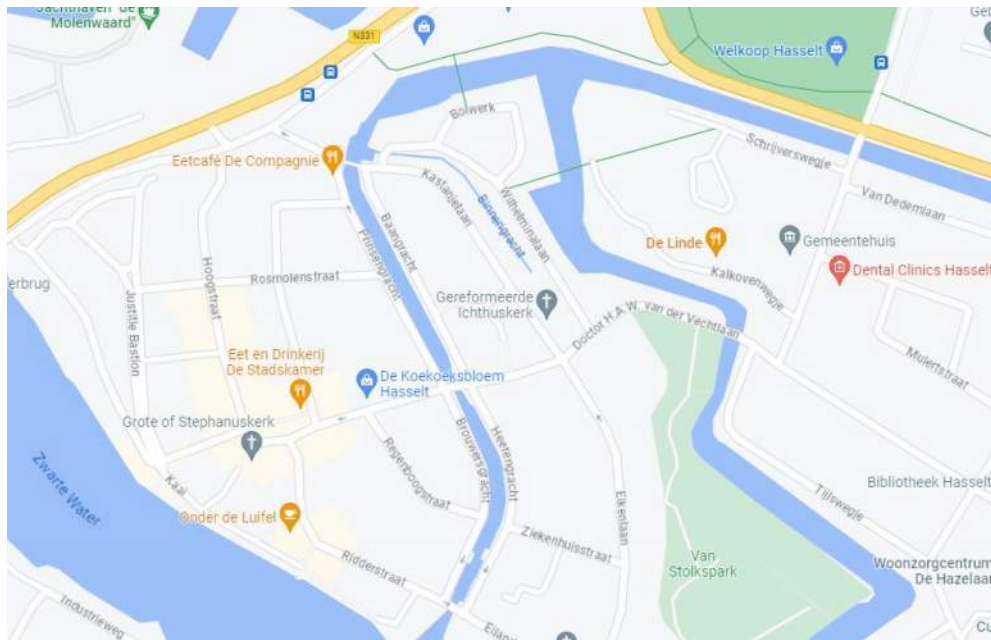 Jachthaven "de
Molenwaard"
N331
Welkoop Hasselt
Bolwerk
Schrijverswegje
Eetcafé De Compagnie
Kastanjelaan
Wilhelminalaan
Binnengracht
Van Dedemlaan
Baangracht
Prinsengracht
De Linde
Gemeentehuis
Hoogstraat
Rosmolenstraat
Kalkovenwegje
Dental Clinics Hasselt
erbrug
Justitie Bastion
Gereformeerde
Ichthuskerk
Doctor H.A.W. van der Vechtlaan
Mulertstraat
Eet en Drinkerij
De Stadskamer
De Koekoeksbloem
Hasselt
Grote of Stephanuskerk
Zwarte Water
Kaai
Regenboogstraat
Brouwersgracht
Heerengracht
Eikenlaan
Bibliotheek Hasselt
Tijlswegje
Onder de Luifel
Ziekenhuisstraat
Van
Stolkspark
Ridderstraat
Woonzorgcentrum
De Hazelaar
Industrieweg
Eiland